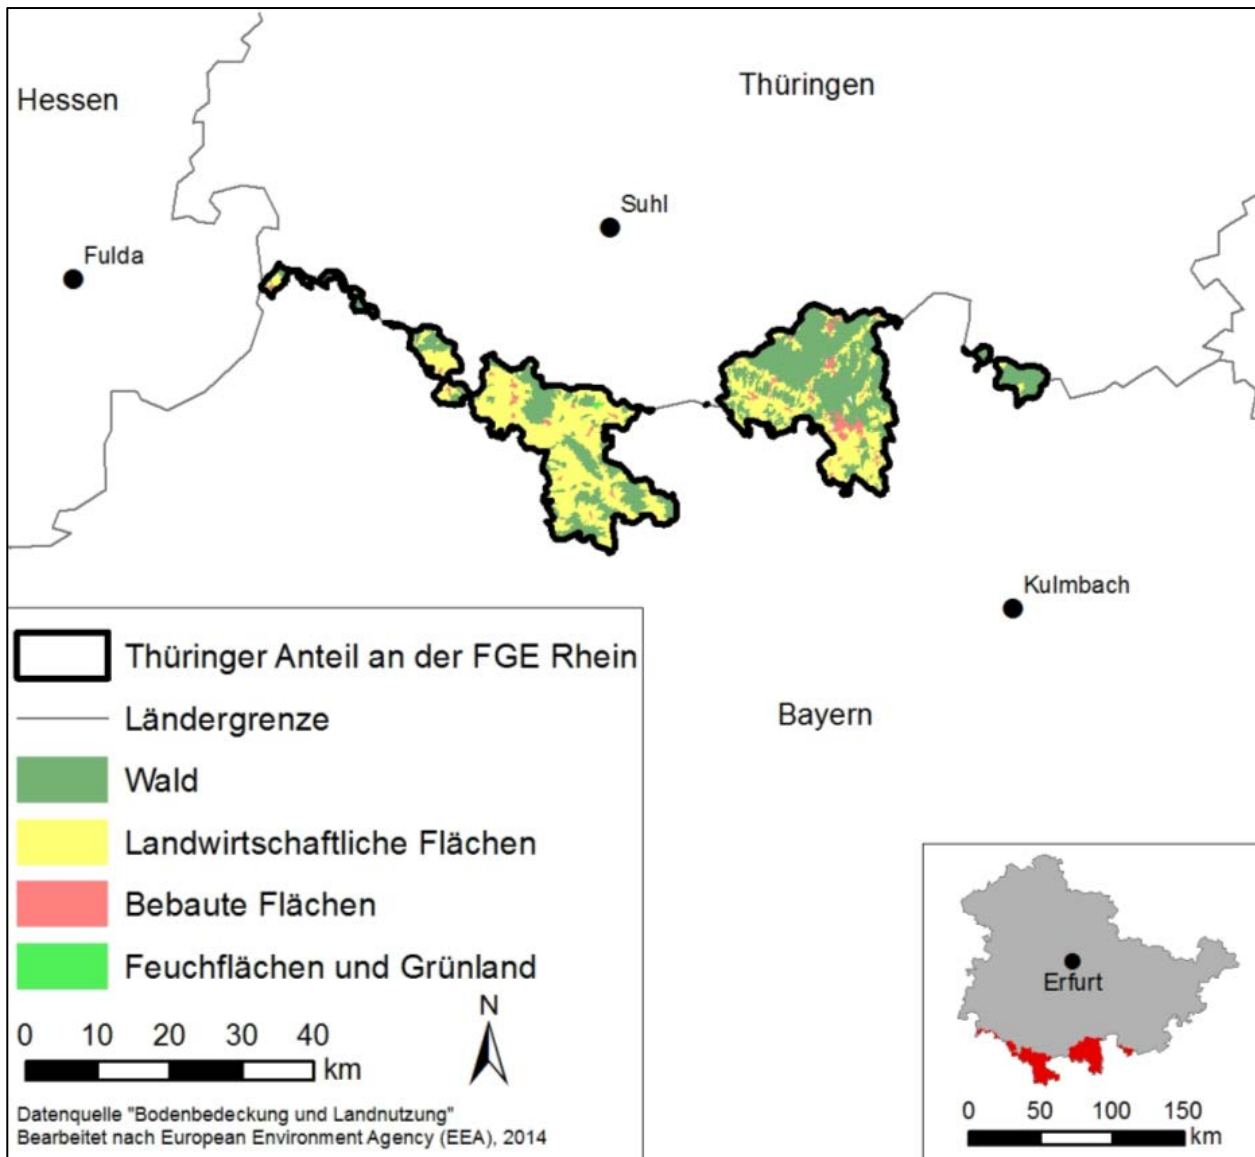 Hessen
Thüringen
Suhl
Fulda
Kulmbach
Bayern
Thüringer Anteil an der FGE Rhein
Ländergrenze
Wald
Landwirtschaftliche Flächen
Bebaute Flächen
Feuchflächen und Grünland
N
0 10 20 30 40
km
Datenquelle "Bodenbedeckung und Landnutzung"
Bearbeitet nach European Environment Agency (EEA), 2014
Erfurt
0 50 100 150
km